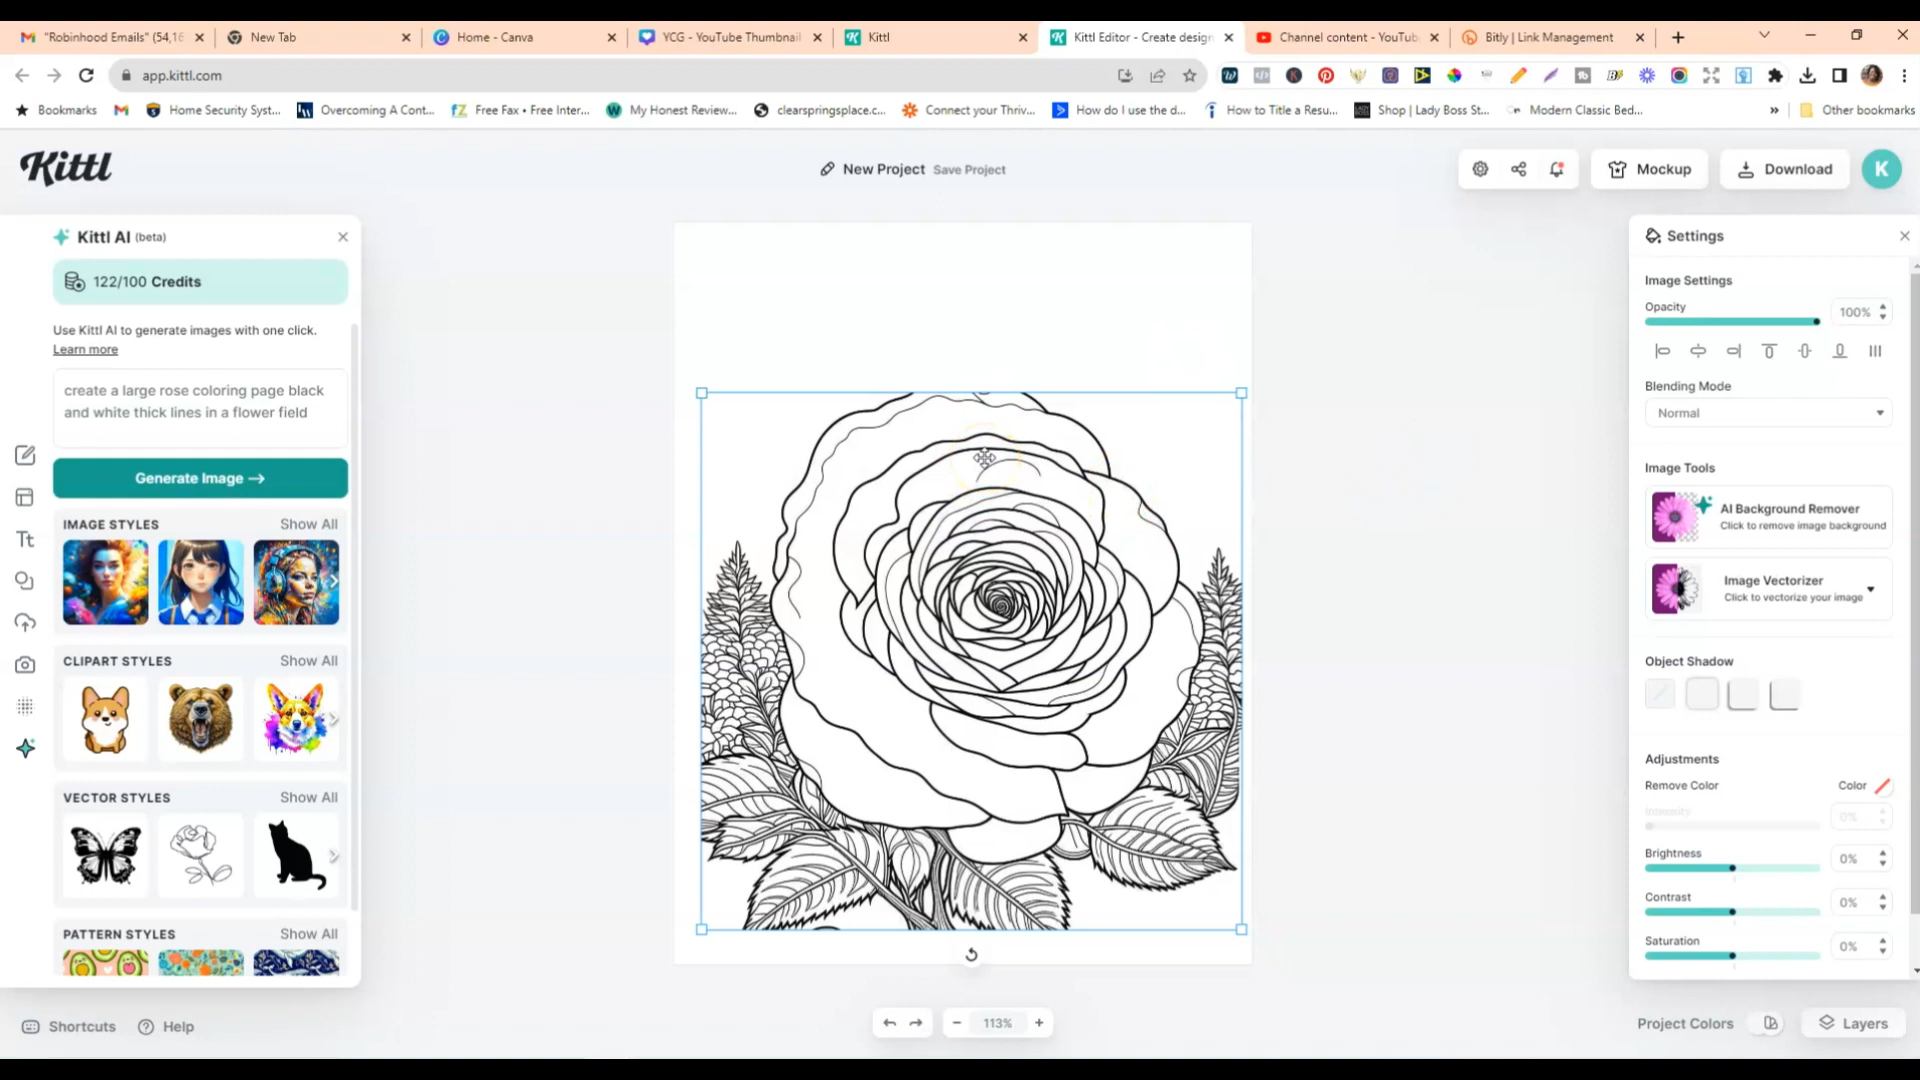 "Robinhood Emails" (54,16
New Tab
Home - Canva
YCG - YouTube Thumbnail
Kittl
Kittl Editor - Create design
Channel content - YouTub
Bitly | Link Management
app.kittl.com
Bookmarks
Home Security Syst...
Overcoming A Cont...
Free Fax • Free Inter...
My Honest Review...
clearspringsplace.c...
Connect your Thriv...
How do I use the d...
How to Title a Resu...
Shop | Lady Boss St...
Modern Classic Bed...
»
Other bookmarks
Kittl
New Project Save Project
Mockup
Download
K
Kittl AI (beta)
122/100 Credits
Use Kittl AI to generate images with one click.
Learn more
create a large rose coloring page black
and white thick lines in a flower field
Generate Image →
IMAGE STYLES
Show All
CLIPART STYLES
Show All
VECTOR STYLES
Show All
PATTERN STYLES
Show All
Tt
Settings
Image Settings
Opacity
100%
Blending Mode
Normal
Image Tools
AI Background Remover
Click to remove image background
Image Vectorizer
Click to vectorize your image
Object Shadow
Adjustments
Remove Color
Color
Intensity
0%
Brightness
0%
Contrast
0%
Saturation
0%
Shortcuts
Help
113%
Project Colors
Layers